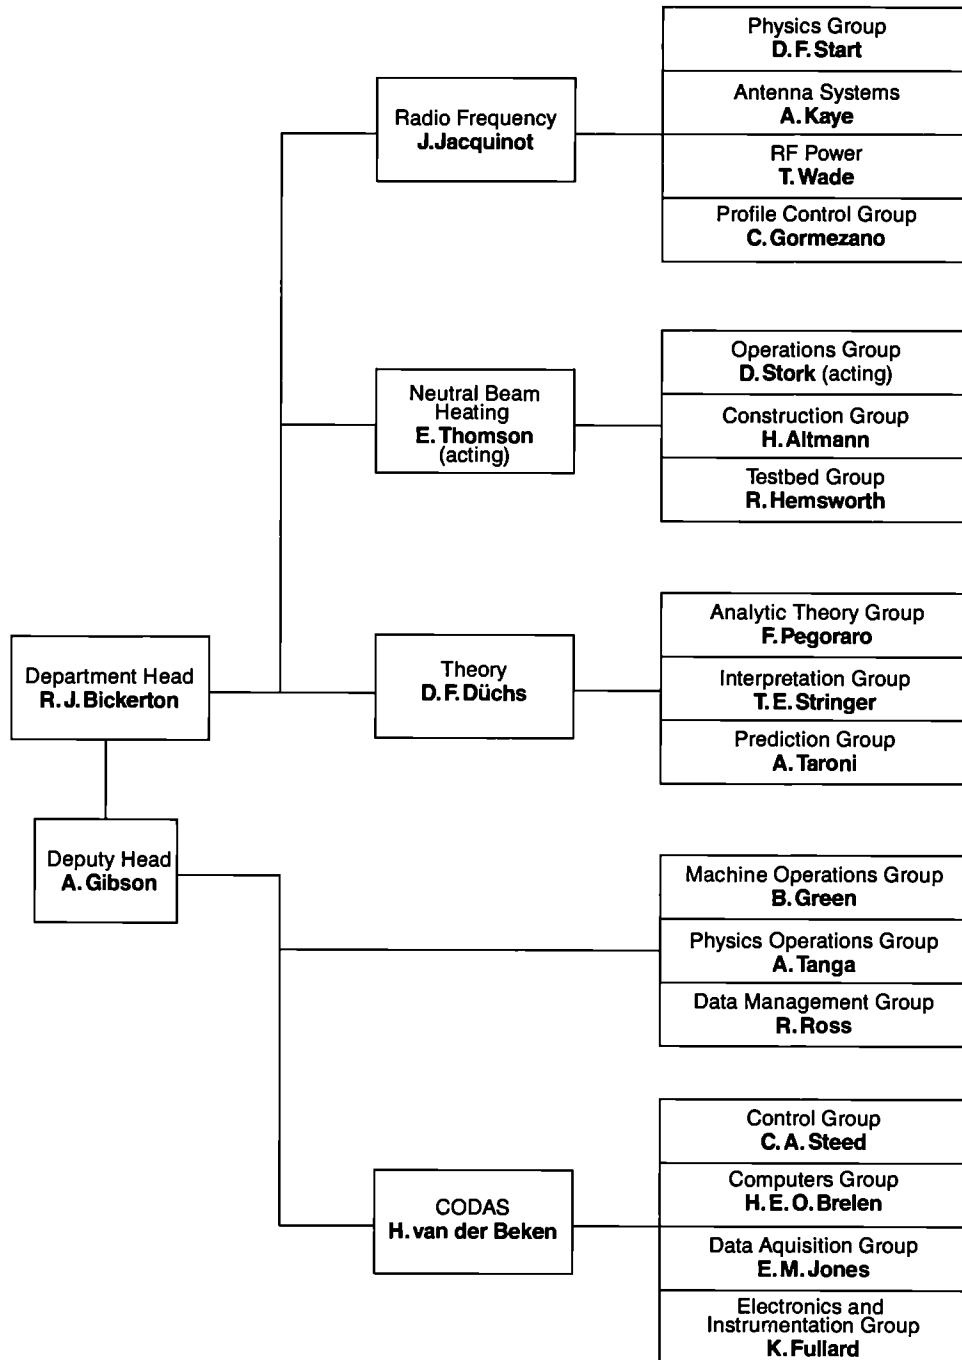 Physics Group
D.F.Start
Antenna Systems
A.Kaye
RF Power
T.Wade
Profile Control Group
C.Gormezano
Radio Frequency
J.Jacquinot
Operations Group
D.Stork (acting)
Construction Group
H.Altmann
Testbed Group
R.Hemsworth
Neutral Beam
Heating
E.Thomson
(acting)
Analytic Theory Group
F.Pegoraro
Interpretation Group
T.E.Stringer
Prediction Group
A.Taroni
Theory
D.F.Düchs
Department Head
R.J.Bickerton
Deputy Head
A.Gibson
Machine Operations Group
B.Green
Physics Operations Group
A.Tanga
Data Management Group
R.Ross
Control Group
C.A.Steed
Computers Group
H.E.O.Brelen
Data Aquisition Group
E.M.Jones
Electronics and
Instrumentation Group
K.Fullard
CODAS
H.van der Beken